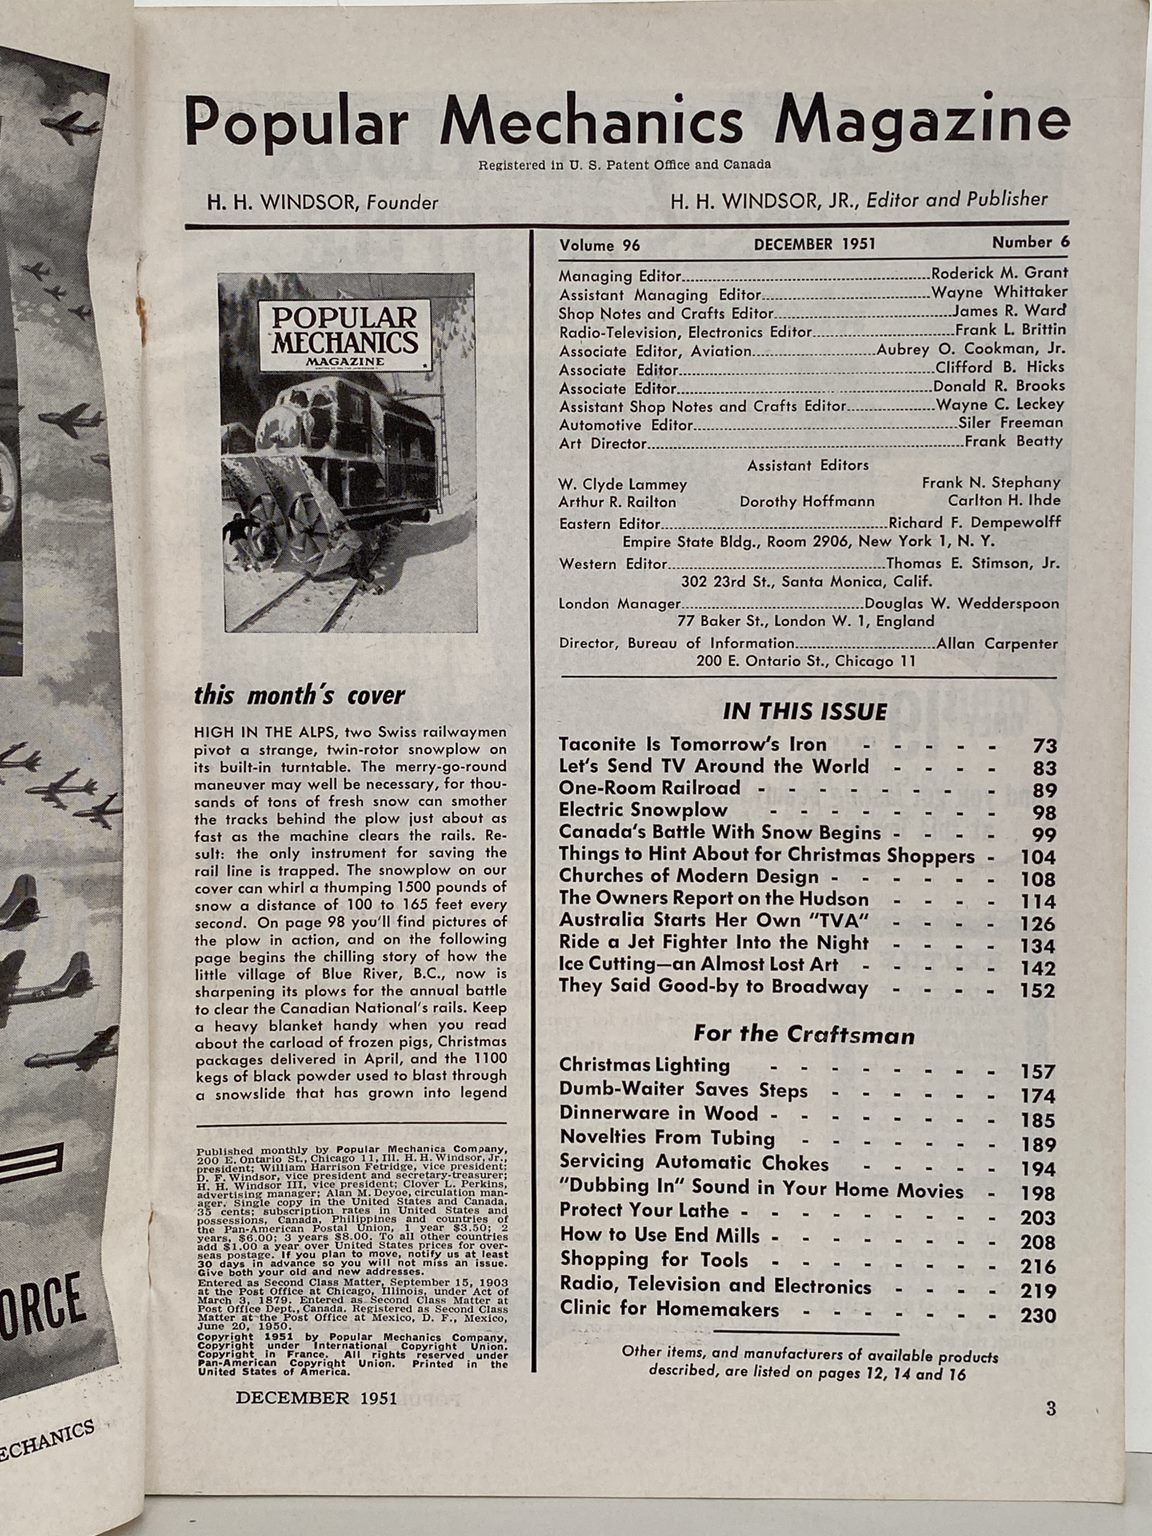 Popular Mechanics Magazine
Registered in U. S. Patent Office and Canada
H. H. WINDSOR, Founder
H. H. WINDSOR, JR., Editor and Publisher
POPULAR
MECHANICS
MAGAZINE
this month's cover
HIGH IN THE ALPS, two Swiss railwaymen
pivot a strange, twin-rotor snowplow on
its built-in turntable. The merry-go-round
maneuver may well be necessary, for thou-
sands of tons of fresh snow can smother
the tracks behind the plow just about as
fast as the machine clears the rails. Re-
sult: the only instrument for saving the
rail line is trapped. The snowplow on our
cover can whirl a thumping 1500 pounds of
snow a distance of 100 to 165 feet every
second. On page 98 you'll find pictures of
the plow in action, and on the following
page begins the chilling story of how the
little village of Blue River, B.C., now is
sharpening its plows for the annual battle
to clear the Canadian National's rails. Keep
a heavy blanket handy when you read
about the carload of frozen pigs, Christmas
packages delivered in April, and the 1100
kegs of black powder used to blast through
a snowslide that has grown into legend
Published monthly by Popular Mechanics Company,
200 E. Ontario St., Chicago 11, Ill. H. H. Windsor, Jr.,
president; William Harrison Fetridge, vice president;
D. F. Windsor, vice president and secretary-treasurer;
H. H. Windsor III, vice president; Clover L. Perkins,
advertising manager; Alan M. Deyoe, circulation man-
ager. Single copy in the United States and Canada,
35 cents; subscription rates in United States and
possessions, Canada, Philippines and countries of
the Pan-American Postal Union, 1 year $3.50; 2
years, $6.00; 3 years $8.00. To all other countries
add $1.00 a year over United States prices for over-
seas postage. If you plan to move, notify us at least
30 days in advance so you will not miss an issue.
Give both your old and new addresses.
Entered as Second Class Matter, September 15, 1903
at the Post Office at Chicago, Illinois, under Act of
March 3, 1879. Entered as Second Class Matter at
Post Office Dept., Canada. Registered as Second Class
Matter at the Post Office at Mexico, D. F., Mexico,
June 20, 1950.
Copyright 1951 by Popular Mechanics Company,
Copyright under International Copyright Union.
Copyright in France. All rights reserved under
Pan-American Copyright Union. Printed in the
United States of America.
DECEMBER 1951
Volume 96 DECEMBER 1951 Number 6
Managing Editor Roderick M. Grant
Assistant Managing Editor Wayne Whittaker
Shop Notes and Crafts Editor James R. Ward
Radio-Television, Electronics Editor Frank L. Brittin
Associate Editor, Aviation Aubrey O. Cookman, Jr.
Associate Editor Clifford B. Hicks
Associate Editor Donald R. Brooks
Assistant Shop Notes and Crafts Editor Wayne C. Leckey
Automotive Editor Siler Freeman
Art Director Frank Beatty
Assistant Editors
W. Clyde Lammey Frank N. Stephany
Arthur R. Railton Dorothy Hoffmann Carlton H. Ihde
Eastern Editor Richard F. Dempewolff
Empire State Bldg., Room 2906, New York 1, N. Y.
Western Editor Thomas E. Stimson, Jr.
302 23rd St., Santa Monica, Calif.
London Manager Douglas W. Wedderspoon
77 Baker St., London W. 1, England
Director, Bureau of Information Allan Carpenter
200 E. Ontario St., Chicago 11
IN THIS ISSUE
Taconite Is Tomorrow's Iron - - - - - 73
Let's Send TV Around the World - - - - 83
One-Room Railroad - - - - - - - - 89
Electric Snowplow - - - - - - - - 98
Canada's Battle With Snow Begins - - - - 99
Things to Hint About for Christmas Shoppers - 104
Churches of Modern Design - - - - - - 108
The Owners Report on the Hudson - - - - 114
Australia Starts Her Own "TVA" - - - - 126
Ride a Jet Fighter Into the Night - - - - 134
Ice Cutting—an Almost Lost Art - - - - - 142
They Said Good-by to Broadway - - - - 152
For the Craftsman
Christmas Lighting - - - - - - - - 157
Dumb-Waiter Saves Steps - - - - - - 174
Dinnerware in Wood - - - - - - - - 185
Novelties From Tubing - - - - - - - 189
Servicing Automatic Chokes - - - - - - 194
"Dubbing In" Sound in Your Home Movies - 198
Protect Your Lathe - - - - - - - - - 203
How to Use End Mills - - - - - - - - 208
Shopping for Tools - - - - - - - - 216
Radio, Television and Electronics - - - - 219
Clinic for Homemakers - - - - - - - 230
Other items, and manufacturers of available products
described, are listed on pages 12, 14 and 16
3
ORCE
ECHANICS